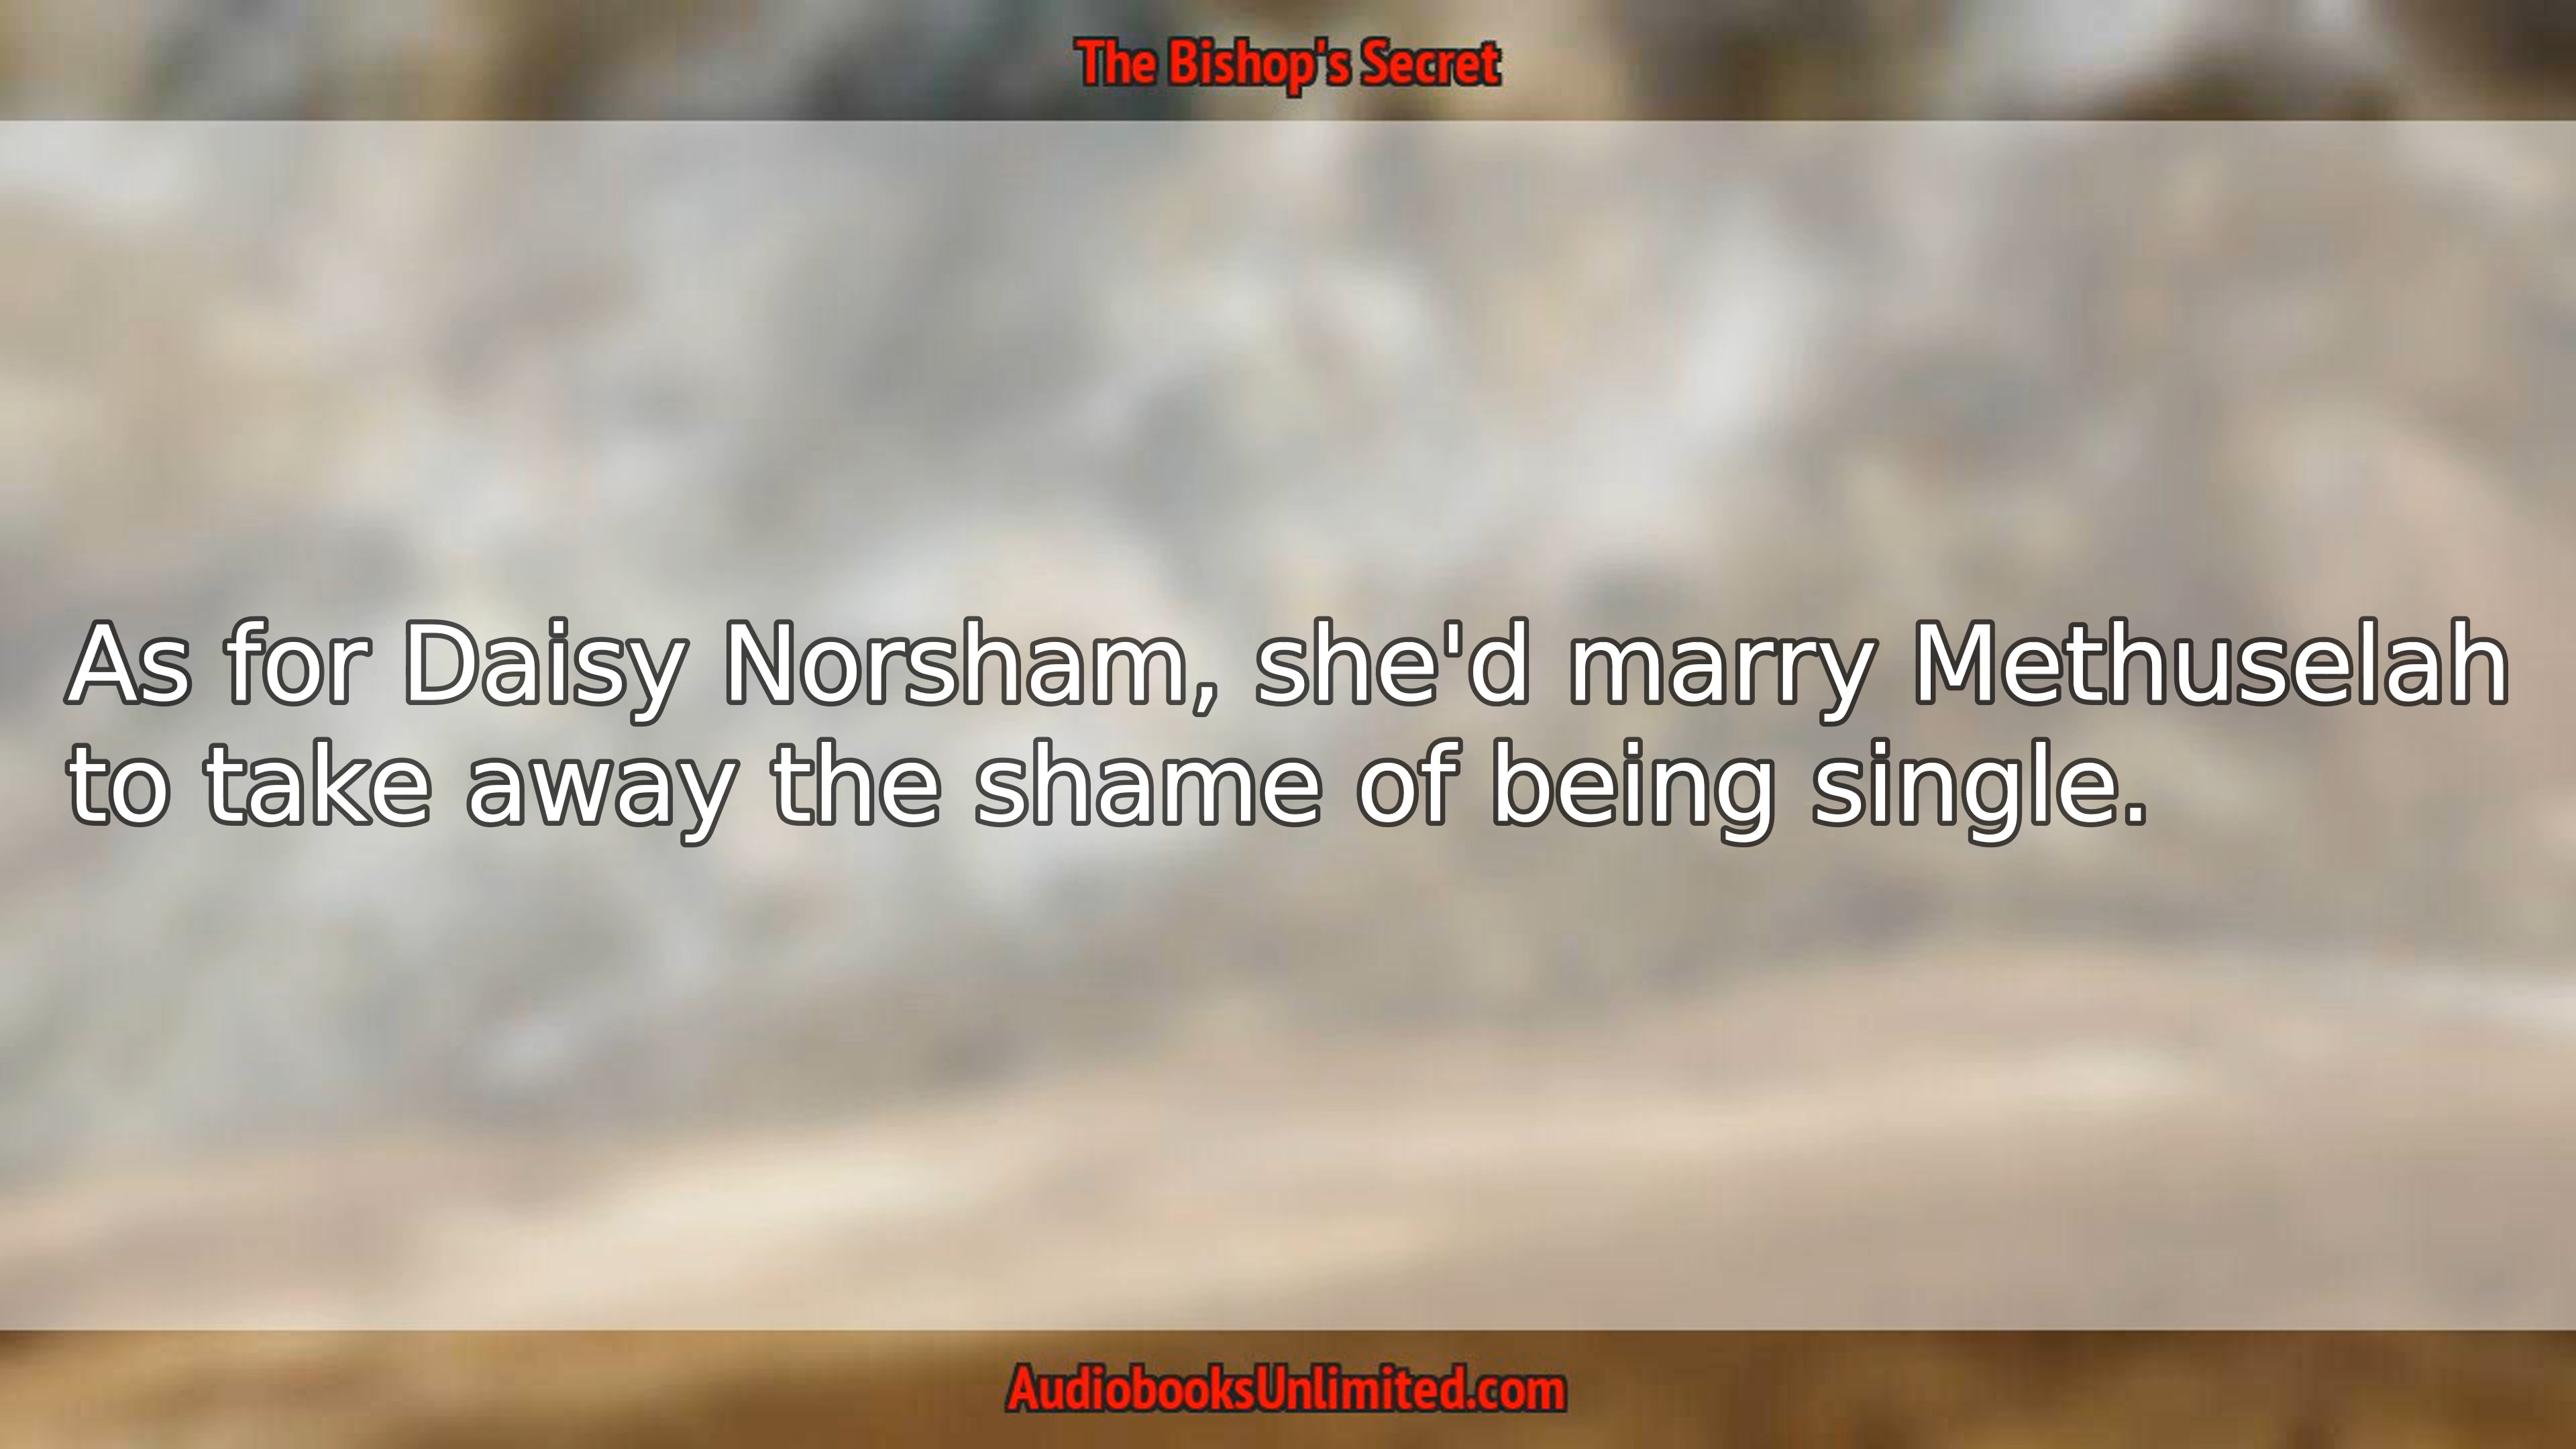 The Bishop's Secret
As for Daisy Norsham, she'd marry Methuselah
to take away the shame of being single.
AudiobooksUnlimited.com